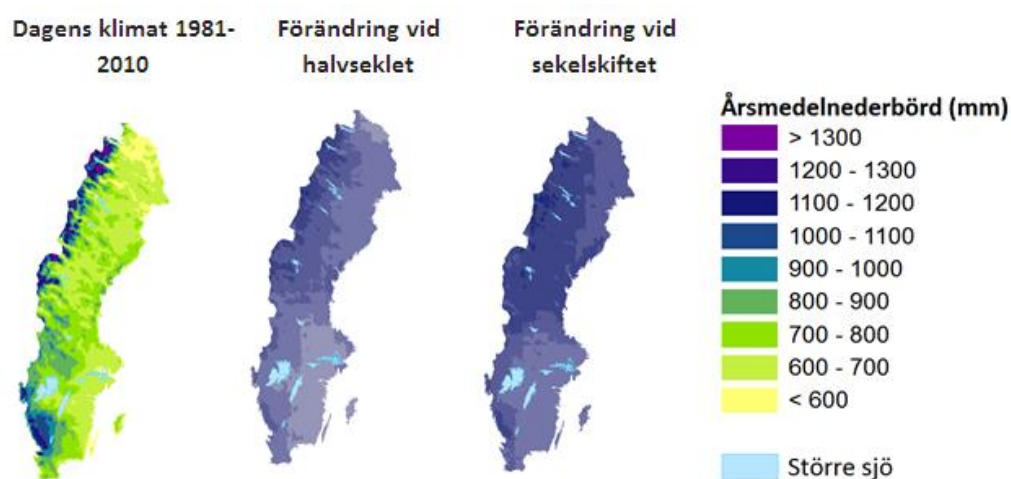 Dagens klimat 1981-
2010
Förändring vid
halvseklet
Förändring vid
sekelskiftet
Årsmedelnederbörd (mm)
> 1300
1200 - 1300
1100 - 1200
1000 - 1100
900 - 1000
800 - 900
700 - 800
600 - 700
< 600
Större sjö